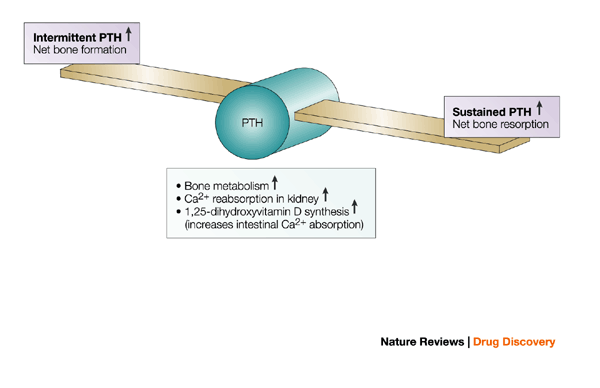 Intermittent PTH ↑
Net bone formation
PTH
Sustained PTH ↑
Net bone resorption
• Bone metabolism ↑
• Ca²⁺ reabsorption in kidney ↑
• 1,25-dihydroxyvitamin D synthesis ↑
(increases intestinal Ca²⁺ absorption)
Nature Reviews | Drug Discovery